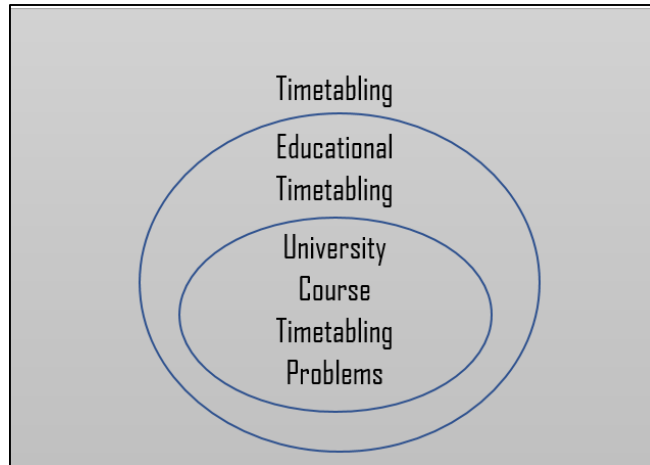 Timetabling
Educational
Timetabling
University
Course
Timetabling
Problems